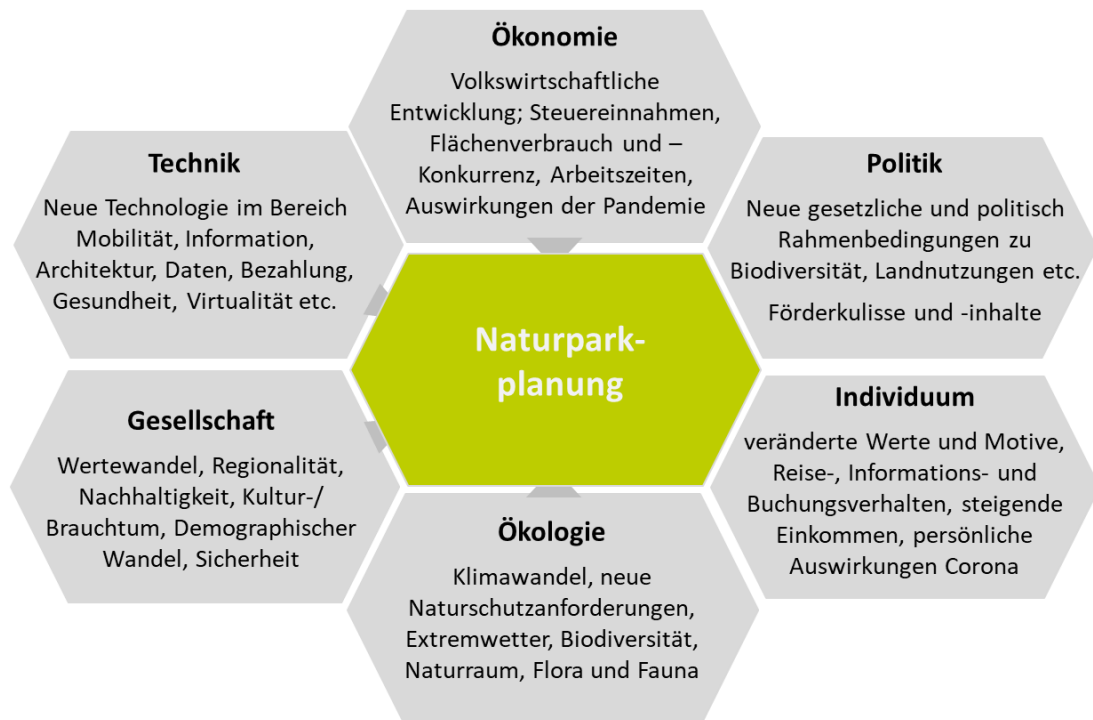 Ökonomie
Volkswirtschaftliche
Entwicklung; Steuereinnahmen,
Flächenverbrauch und –
Konkurrenz, Arbeitszeiten,
Auswirkungen der Pandemie
Technik
Neue Technologie im Bereich
Mobilität, Information,
Architektur, Daten, Bezahlung,
Gesundheit, Virtualität etc.
Politik
Neue gesetzliche und politisch
Rahmenbedingungen zu
Biodiversität, Landnutzungen etc.
Förderkulisse und -inhalte
Naturpark-
planung
Gesellschaft
Wertewandel, Regionalität,
Nachhaltigkeit, Kultur-/
Brauchtum, Demographischer
Wandel, Sicherheit
Individuum
veränderte Werte und Motive,
Reise-, Informations- und
Buchungsverhalten, steigende
Einkommen, persönliche
Auswirkungen Corona
Ökologie
Klimawandel, neue
Naturschutzanforderungen,
Extremwetter, Biodiversität,
Naturraum, Flora und Fauna